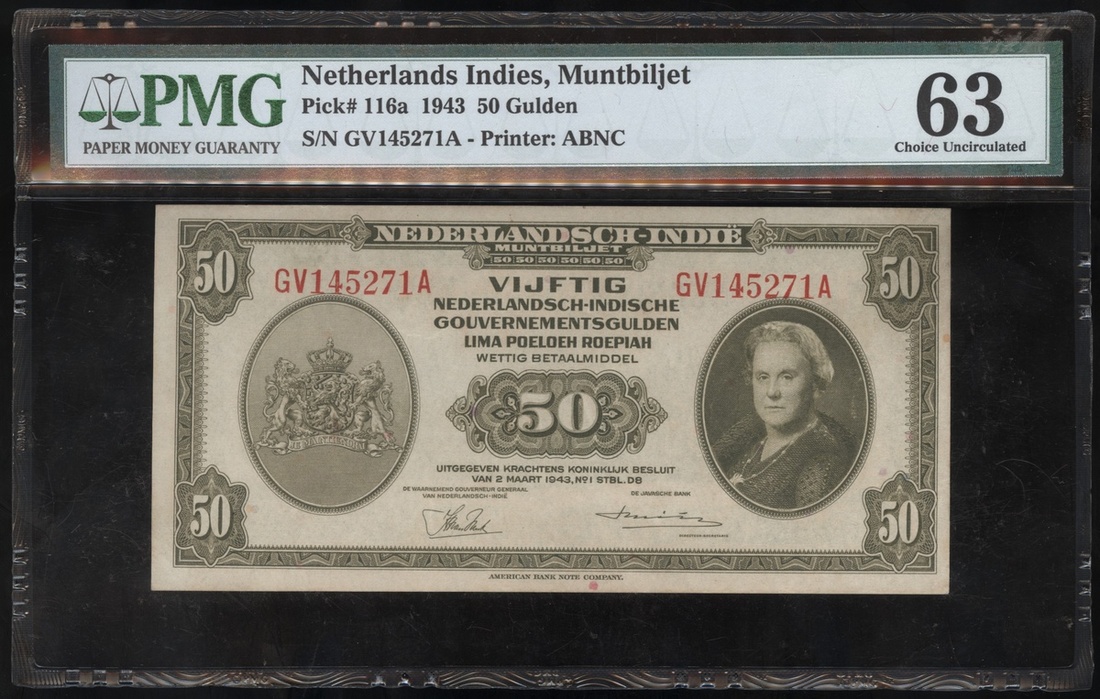 PMG
PAPER MONEY GUARANTY
Netherlands Indies, Muntbiljet
Pick# 116a 1943 50 Gulden
S/N GV145271A - Printer: ABNC
63
Choice Uncirculated
NEDERLANDSCH-INDIË
MUNTBILJET
50 50 50 50 50 50
50
50
GV145271A
GV145271A
VIJFTIG
NEDERLANDSCH-INDISCHE
GOUVERNEMENTSGULDEN
LIMA POELOEH ROEPIAH
WETTIG BETAALMIDDEL
50
UITGEGEVEN KRACHTENS KONINKLIJK BESLUIT
VAN 2 MAART 1943, Nº 1 STBL. D8
DE WAARNEMEND GOUVERNEUR GENERAAL
VAN NEDERLANDSCH-INDIË
DE JAVASCHE BANK
50
50
AMERICAN BANK NOTE COMPANY.